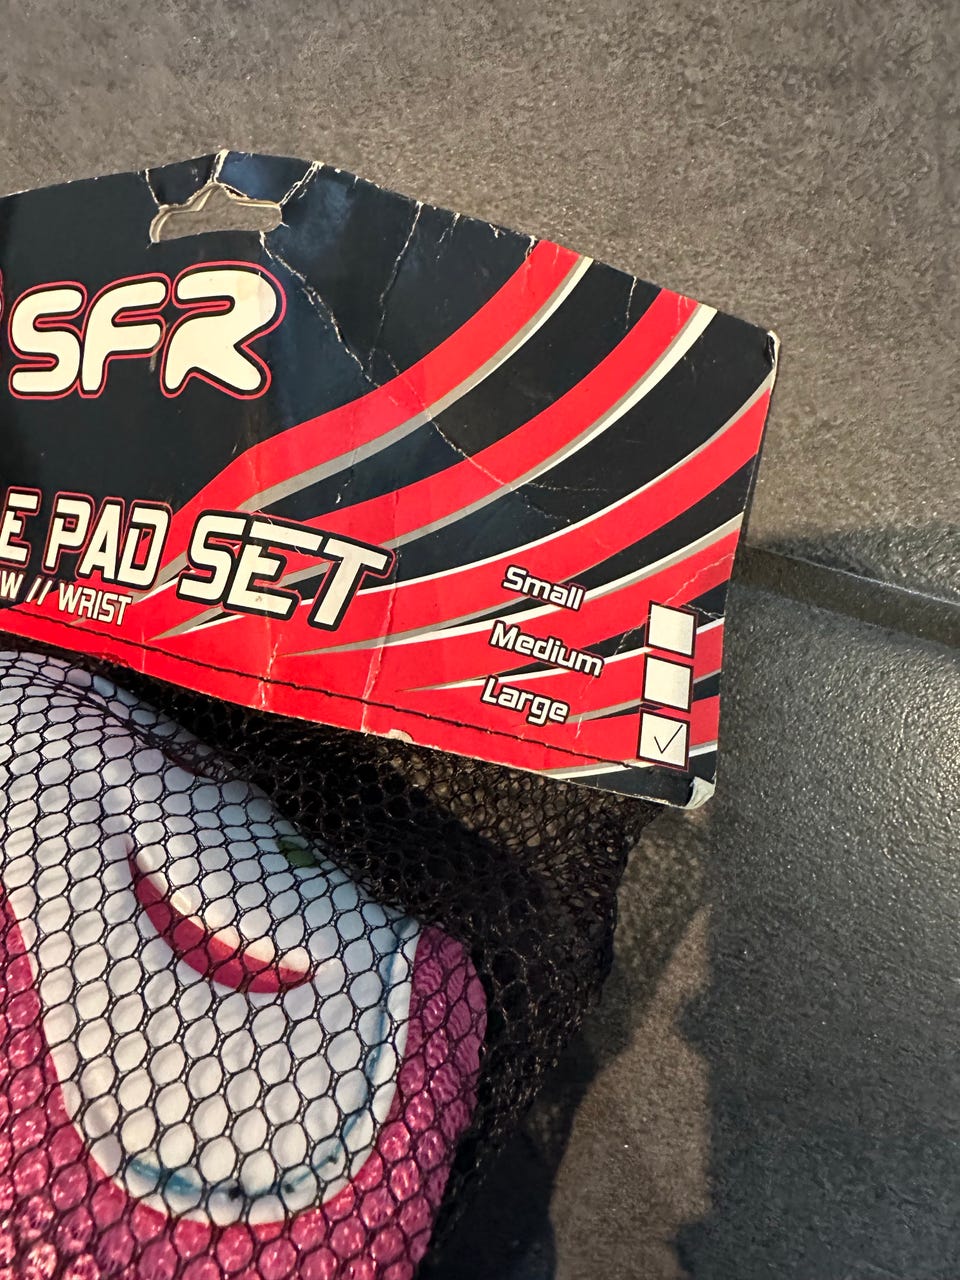 SFR
E PAD SET
W // WRIST
Small
Medium
Large